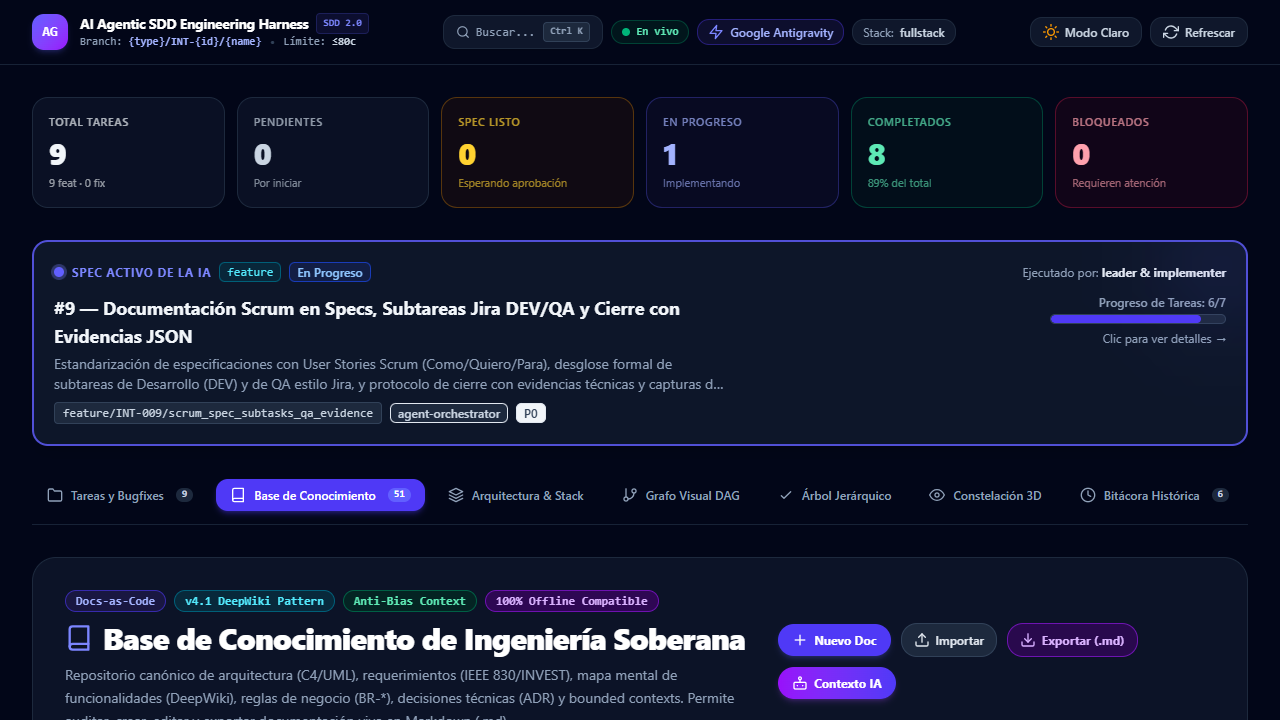 AG
AI Agentic SDD Engineering Harness
SDD 2.0
Branch: {type}/INT-{id}/{name} • Límite: ≤80c
Buscar... Ctrl K
En vivo
Google Antigravity
Stack: fullstack
Modo Claro
Refrescar
TOTAL TAREAS
9
9 feat · 0 fix
PENDIENTES
0
Por iniciar
SPEC LISTO
0
Esperando aprobación
EN PROGRESO
1
Implementando
COMPLETADOS
8
89% del total
BLOQUEADOS
0
Requieren atención
SPEC ACTIVO DE LA IA feature En Progreso
#9 — Documentación Scrum en Specs, Subtareas Jira DEV/QA y Cierre con
Evidencias JSON
Estandarización de especificaciones con User Stories Scrum (Como/Quiero/Para), desglose formal de
subtareas de Desarrollo (DEV) y de QA estilo Jira, y protocolo de cierre con evidencias técnicas y capturas d...
feature/INT-009/scrum_spec_subtasks_qa_evidence agent-orchestrator P0
Ejecutado por: leader & implementer
Progreso de Tareas: 6/7
Clic para ver detalles →
Tareas y Bugfixes 9
Base de Conocimiento 51
Arquitectura & Stack
Grafo Visual DAG
Árbol Jerárquico
Constelación 3D
Bitácora Histórica 6
Docs-as-Code v4.1 DeepWiki Pattern Anti-Bias Context 100% Offline Compatible
Base de Conocimiento de Ingeniería Soberana
Repositorio canónico de arquitectura (C4/UML), requerimientos (IEEE 830/INVEST), mapa mental de
funcionalidades (DeepWiki), reglas de negocio (BR-*), decisiones técnicas (ADR) y bounded contexts. Permite
auditar, crear, editar y exportar documentación viva en Markdown (.md).
Nuevo Doc
Importar
Exportar (.md)
Contexto IA